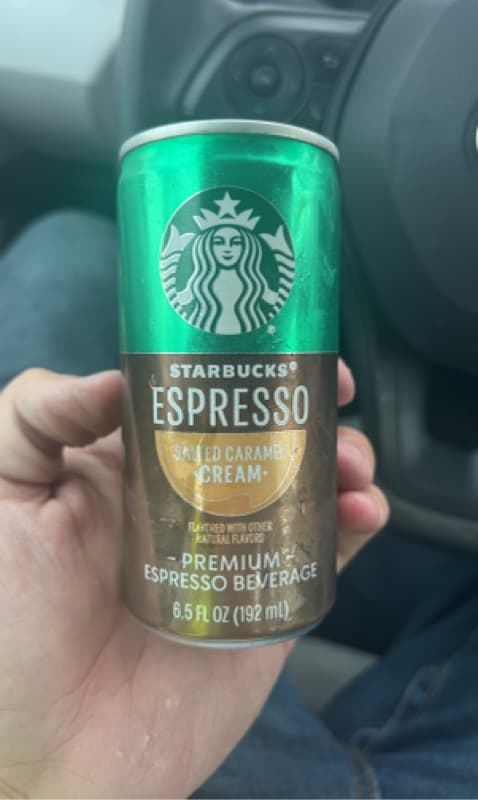 STARBUCKS®
ESPRESSO
SALTED CARAMEL
·CREAM·
FLAVORED WITH OTHER
NATURAL FLAVORS
- PREMIUM -
ESPRESSO BEVERAGE
6.5 FL OZ (192 mL)